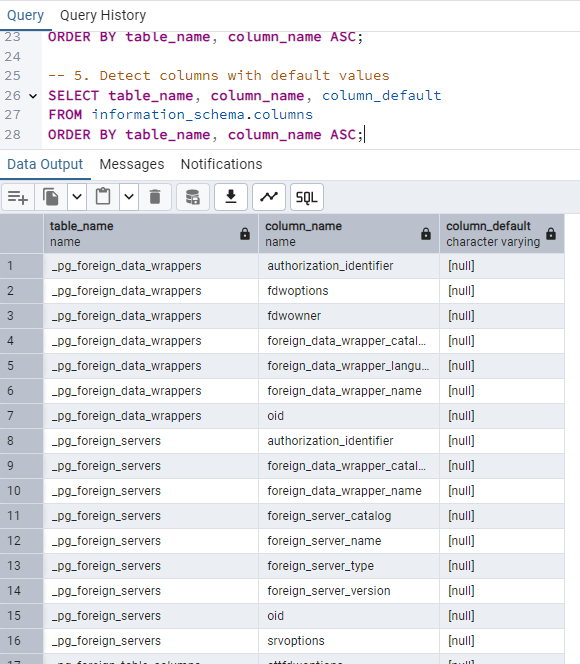 Query Query History
23 ORDER BY table_name, column_name ASC;
24
25 -- 5. Detect columns with default values
26 SELECT table_name, column_name, column_default
27 FROM information_schema.columns
28 ORDER BY table_name, column_name ASC;
Data Output Messages Notifications
SQL
table_name column_name column_default
name name character varying
1 _pg_foreign_data_wrappers authorization_identifier [null]
2 _pg_foreign_data_wrappers fdwoptions [null]
3 _pg_foreign_data_wrappers fdwowner [null]
4 _pg_foreign_data_wrappers foreign_data_wrapper_catal... [null]
5 _pg_foreign_data_wrappers foreign_data_wrapper_langu... [null]
6 _pg_foreign_data_wrappers foreign_data_wrapper_name [null]
7 _pg_foreign_data_wrappers oid [null]
8 _pg_foreign_servers authorization_identifier [null]
9 _pg_foreign_servers foreign_data_wrapper_catal... [null]
10 _pg_foreign_servers foreign_data_wrapper_name [null]
11 _pg_foreign_servers foreign_server_catalog [null]
12 _pg_foreign_servers foreign_server_name [null]
13 _pg_foreign_servers foreign_server_type [null]
14 _pg_foreign_servers foreign_server_version [null]
15 _pg_foreign_servers oid [null]
16 _pg_foreign_servers srvoptions [null]